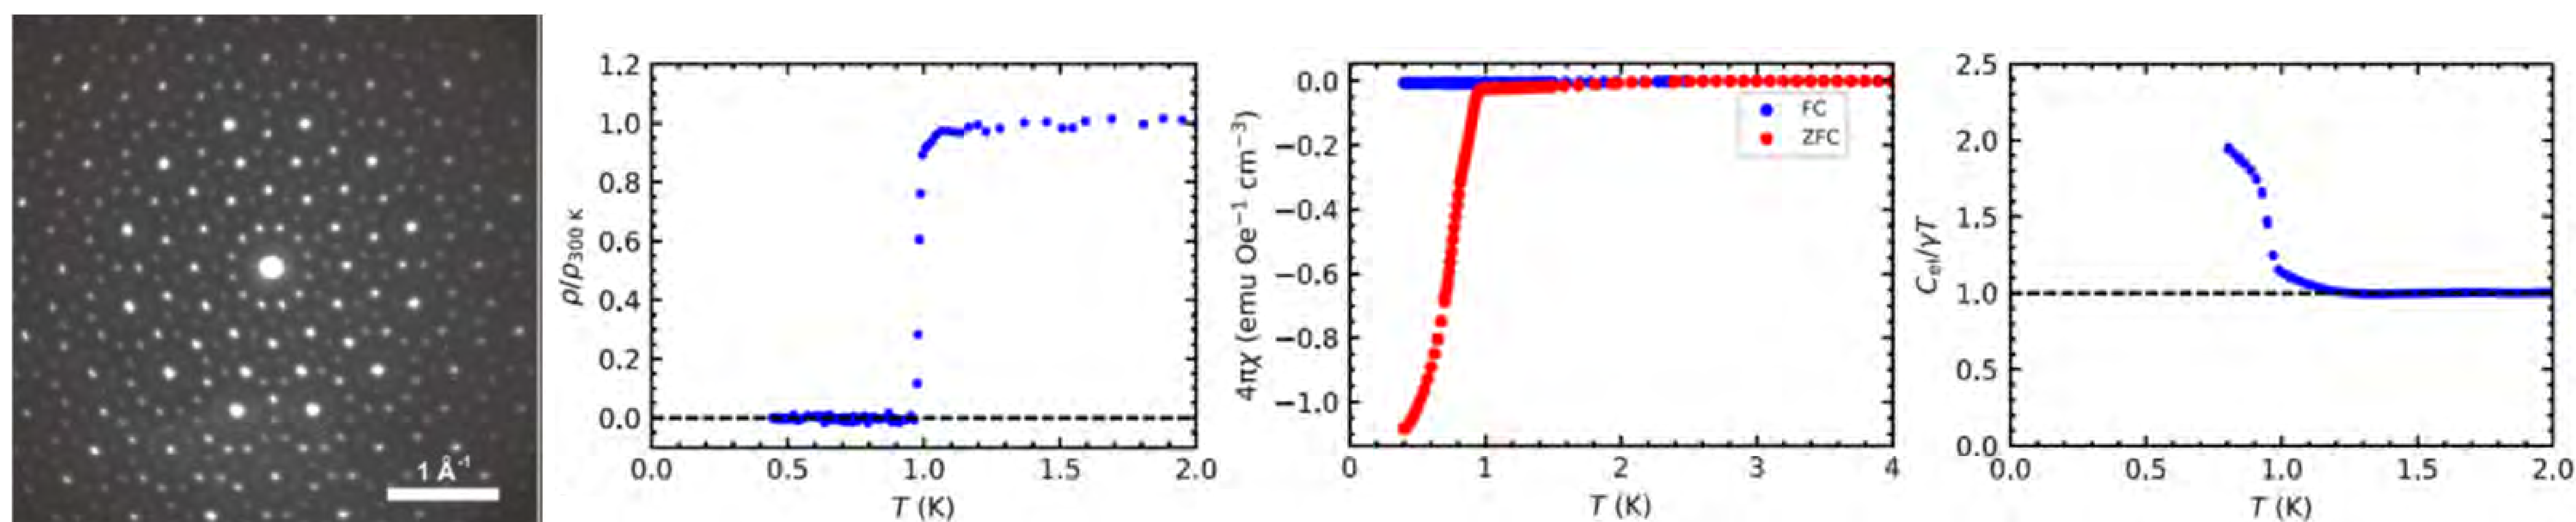 1 Å⁻¹
1.2
1.0
0.8
0.6
0.4
0.2
0.0
ρ/ρ₃₀₀ K
0.0 0.5 1.0 1.5 2.0
T (K)
0.0
−0.2
−0.4
−0.6
−0.8
−1.0
4πχ (emu Oe⁻¹ cm⁻³)
FC
ZFC
0 1 2 3 4
T (K)
2.5
2.0
1.5
1.0
0.5
0.0
Cel/γT
0.0 0.5 1.0 1.5 2.0
T (K)